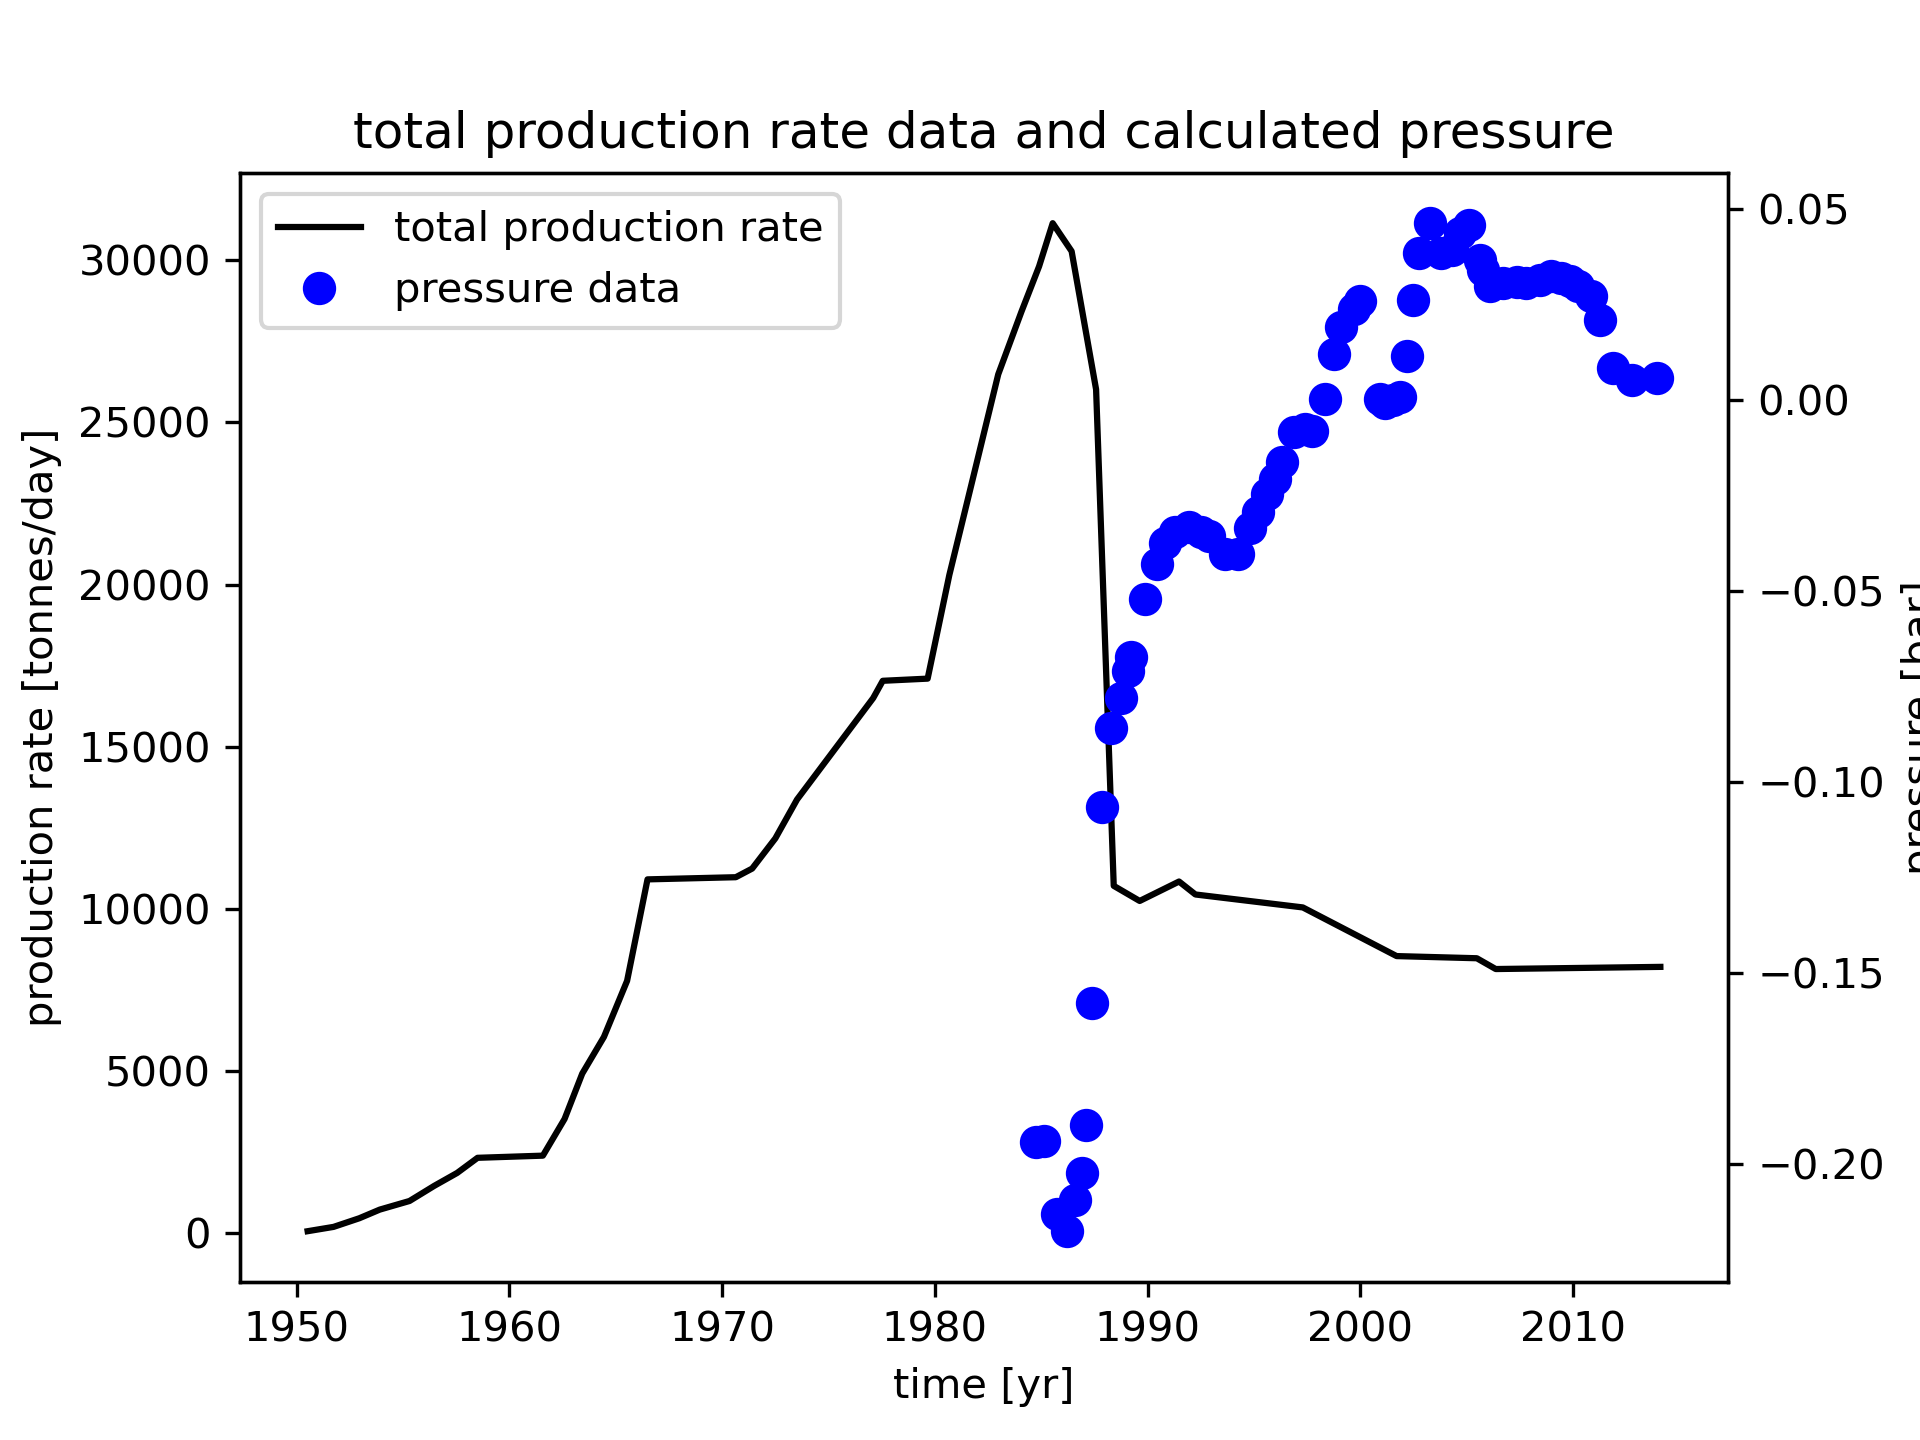 total production rate data and calculated pressure
total production rate
pressure data
production rate [tonnes/day]
30000
25000
20000
15000
10000
5000
0
0.05
0.00
−0.05
−0.10
−0.15
−0.20
pressure [bar]
1950 1960 1970 1980 1990 2000 2010
time [yr]